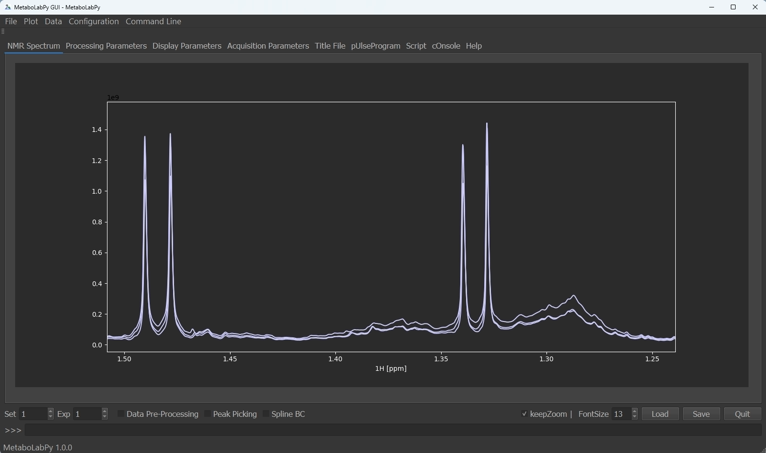 MetaboLabPy GUI - MetaboLabPy
File Plot Data Configuration Command Line
NMR Spectrum Processing Parameters Display Parameters Acquisition Parameters Title File pUlseProgram Script cOnsole Help
1e9
1.4
1.2
1.0
0.8
0.6
0.4
0.2
0.0
1.50 1.45 1.40 1.35 1.30 1.25
1H [ppm]
Set 1 Exp 1 Data Pre-Processing Peak Picking Spline BC keepZoom | FontSize 13 Load Save Quit
>>>
MetaboLabPy 1.0.0